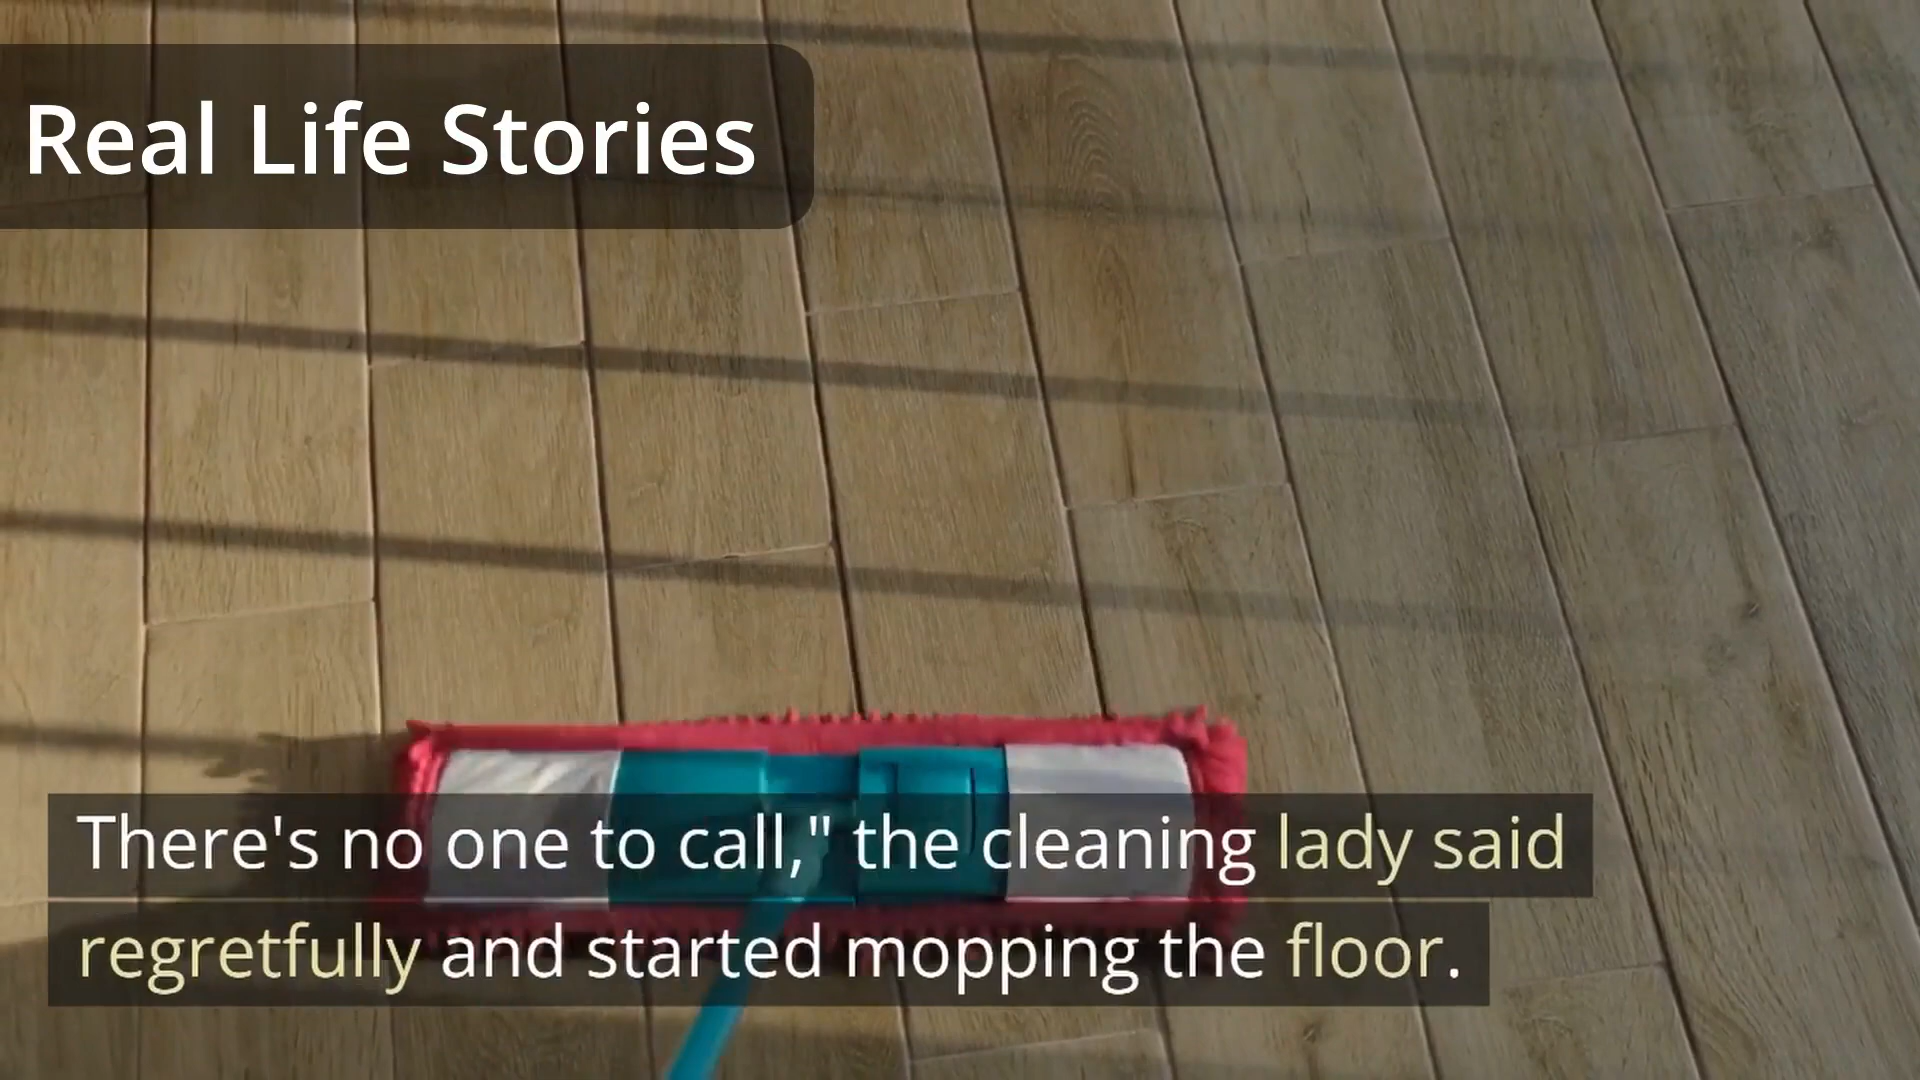 Real Life Stories
There's no one to call," the cleaning lady said
regretfully and started mopping the floor.